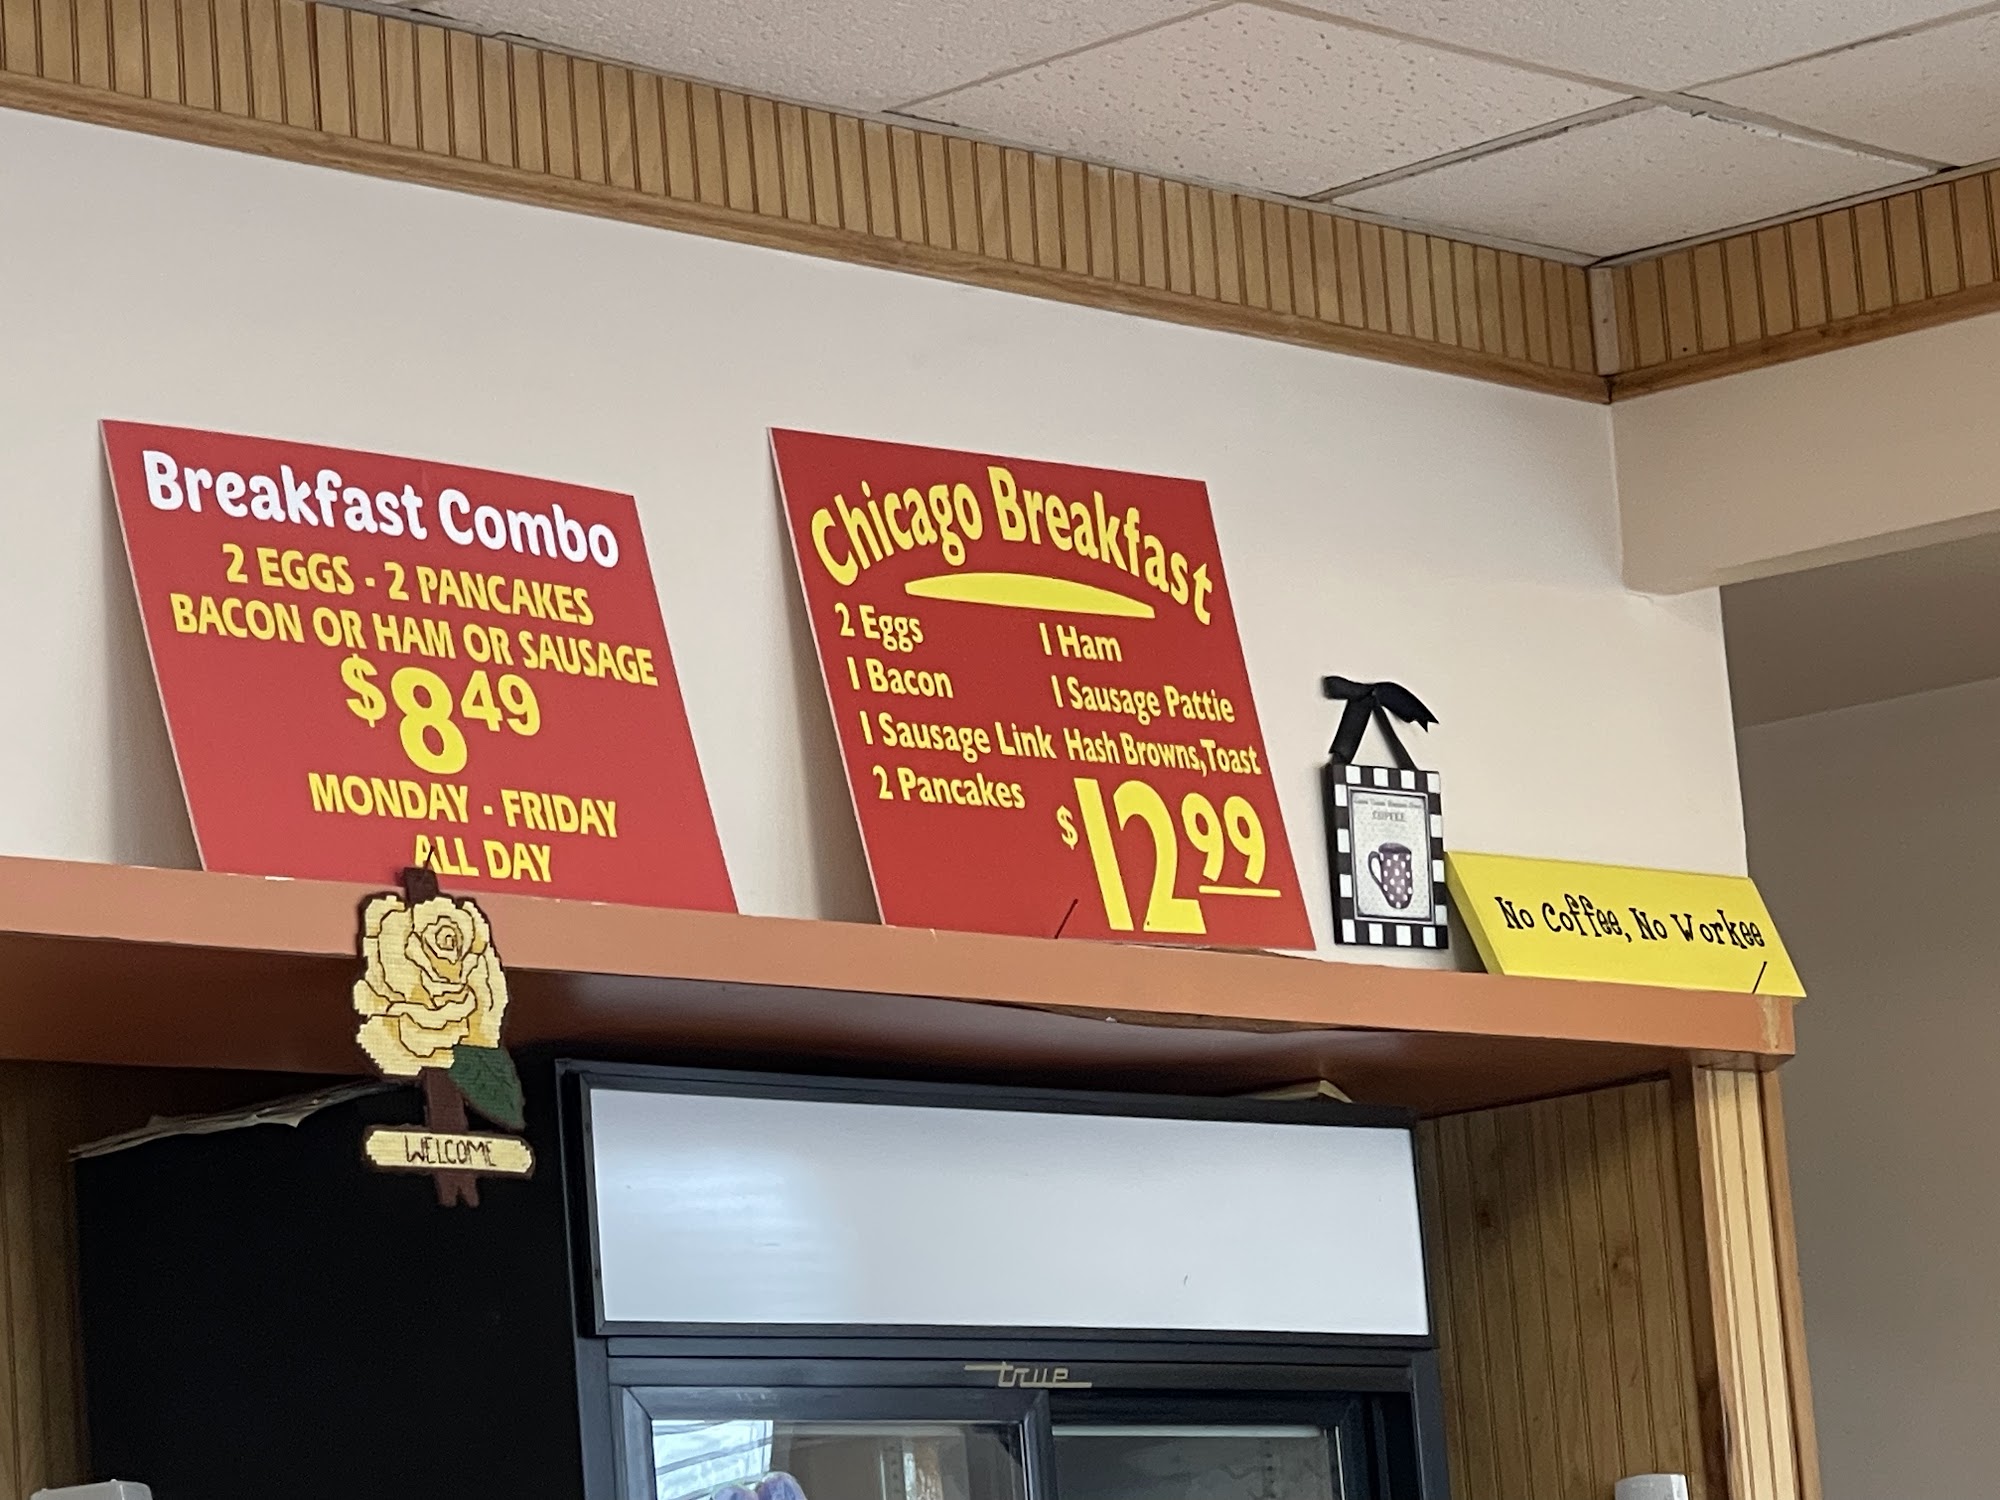 Breakfast Combo
2 EGGS - 2 PANCAKES
BACON OR HAM OR SAUSAGE
$8 49
MONDAY - FRIDAY
ALL DAY
Chicago Breakfast
2 Eggs
1 Bacon
1 Sausage Link
2 Pancakes
1 Ham
1 Sausage Pattie
Hash Browns, Toast
$12 99
COFFEE
No Coffee, No Workee
WELCOME
true